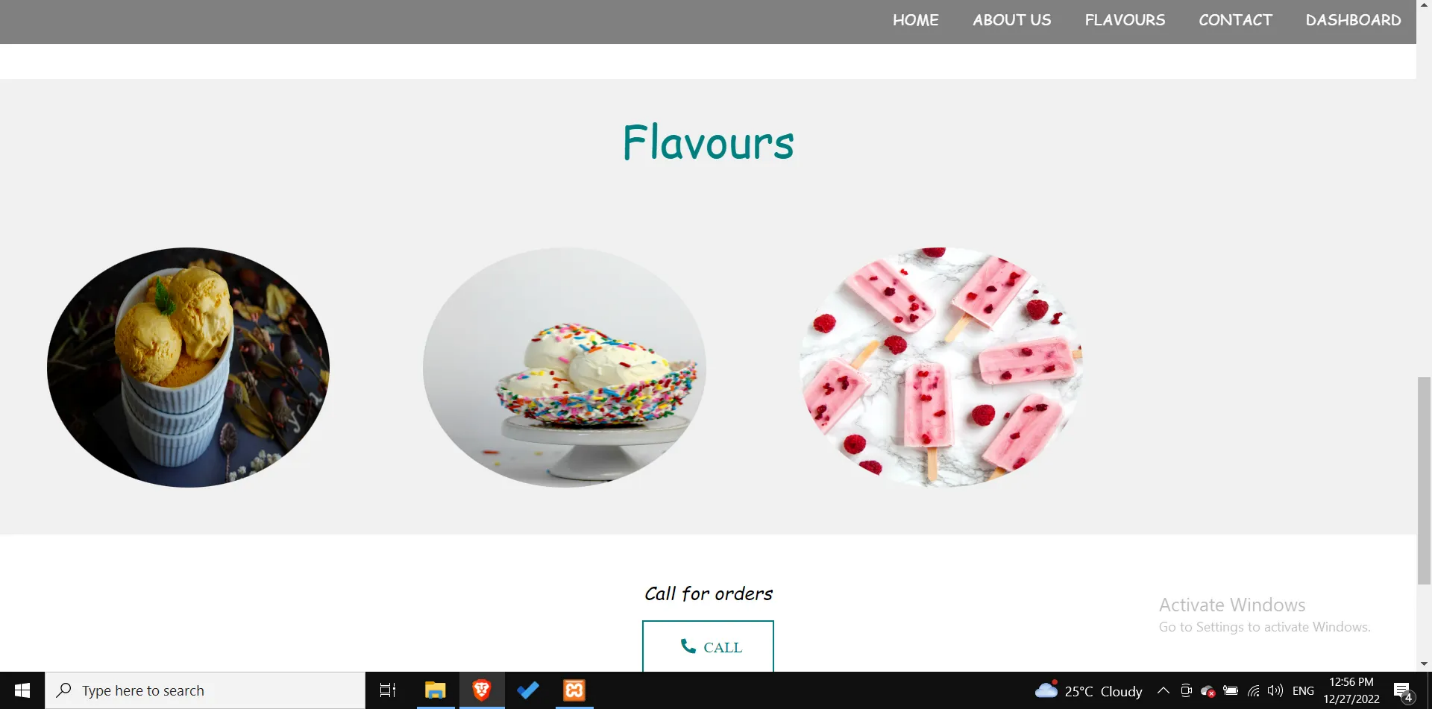 HOME ABOUT US FLAVOURS CONTACT DASHBOARD
Flavours
Call for orders
CALL
Activate Windows
Go to Settings to activate Windows.
Type here to search
25°C Cloudy
ENG
12:56 PM
12/27/2022
4